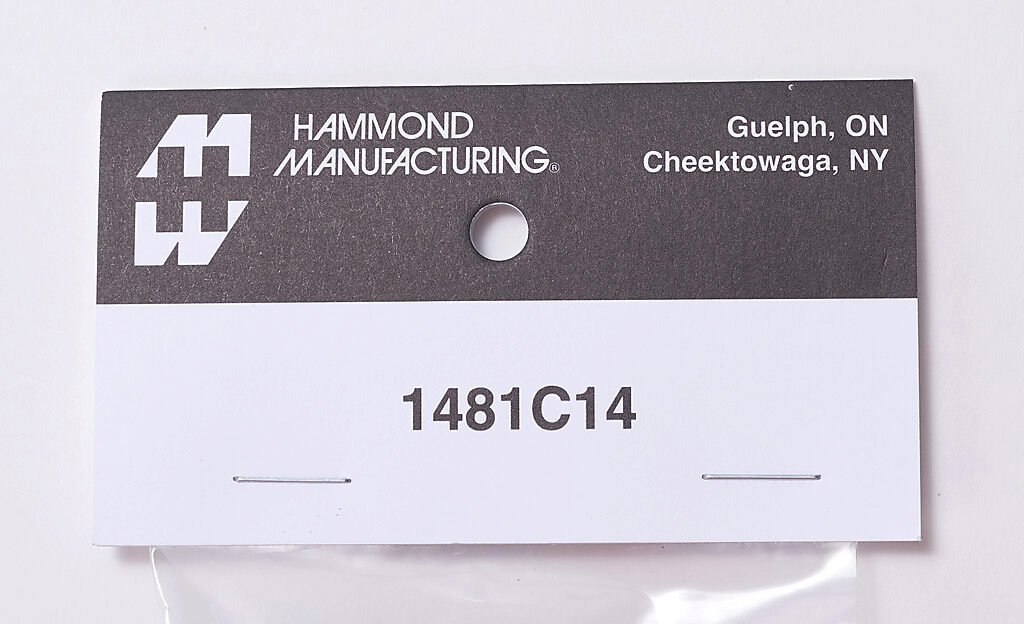 HAMMOND
MANUFACTURING®
Guelph, ON
Cheektowaga, NY
1481C14